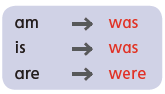 am → was
is → was
are → were